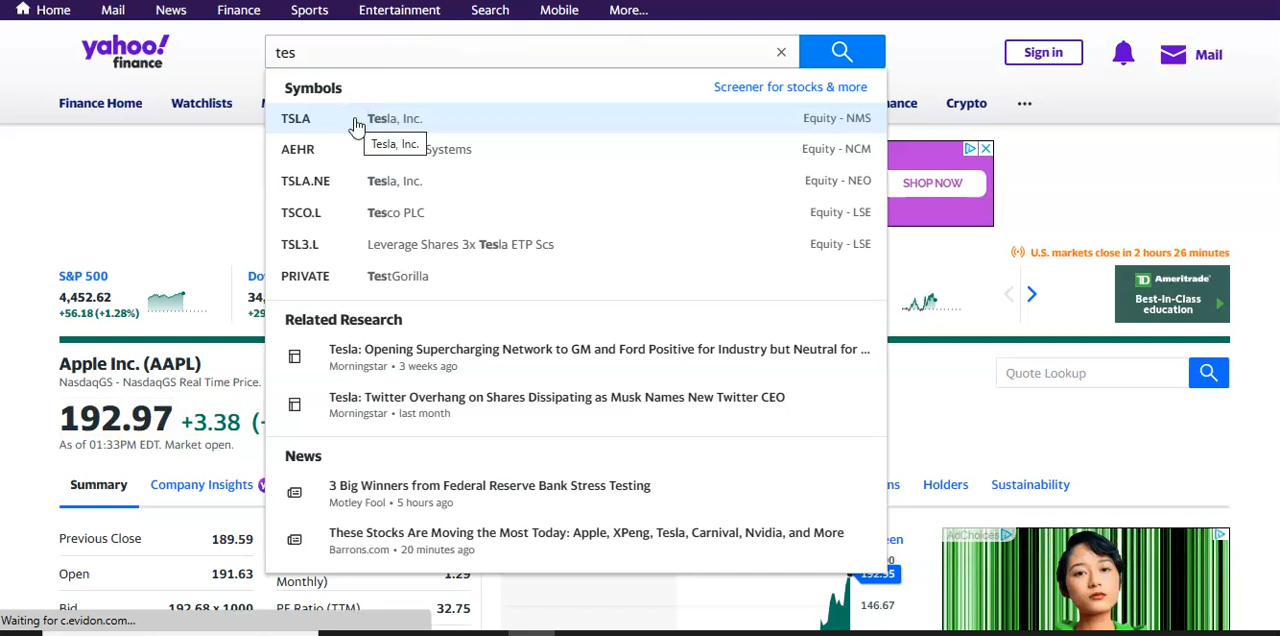 Home Mail News Finance Sports Entertainment Search Mobile More...
yahoo!
finance
tes
Sign in
Mail
Finance Home Watchlists
Crypto
Symbols Screener for stocks & more
TSLA Tesla, Inc. Equity - NMS
Tesla, Inc.
AEHR Systems Equity - NCM
TSLA.NE Tesla, Inc. Equity - NEO
TSCO.L Tesco PLC Equity - LSE
TSL3.L Leverage Shares 3x Tesla ETP Scs Equity - LSE
PRIVATE TestGorilla
Related Research
Tesla: Opening Supercharging Network to GM and Ford Positive for Industry but Neutral for ...
Morningstar • 3 weeks ago
Tesla: Twitter Overhang on Shares Dissipating as Musk Names New Twitter CEO
Morningstar • last month
News
3 Big Winners from Federal Reserve Bank Stress Testing
Motley Fool • 5 hours ago
These Stocks Are Moving the Most Today: Apple, XPeng, Tesla, Carnival, Nvidia, and More
Barrons.com • 20 minutes ago
SHOP NOW
U.S. markets close in 2 hours 26 minutes
S&P 500
4,452.62
+56.18 (+1.28%)
TD Ameritrade
Best-In-Class
education
Apple Inc. (AAPL)
NasdaqGS - NasdaqGS Real Time Price.
Quote Lookup
192.97 +3.38
As of 01:33PM EDT. Market open.
Summary Company Insights
Holders Sustainability
Previous Close 189.59
Open 191.63
Bid 192.68 x 1000
Monthly) 1.29
PE Ratio (TTM) 32.75
146.67
AdChoices
Waiting for c.evidon.com...